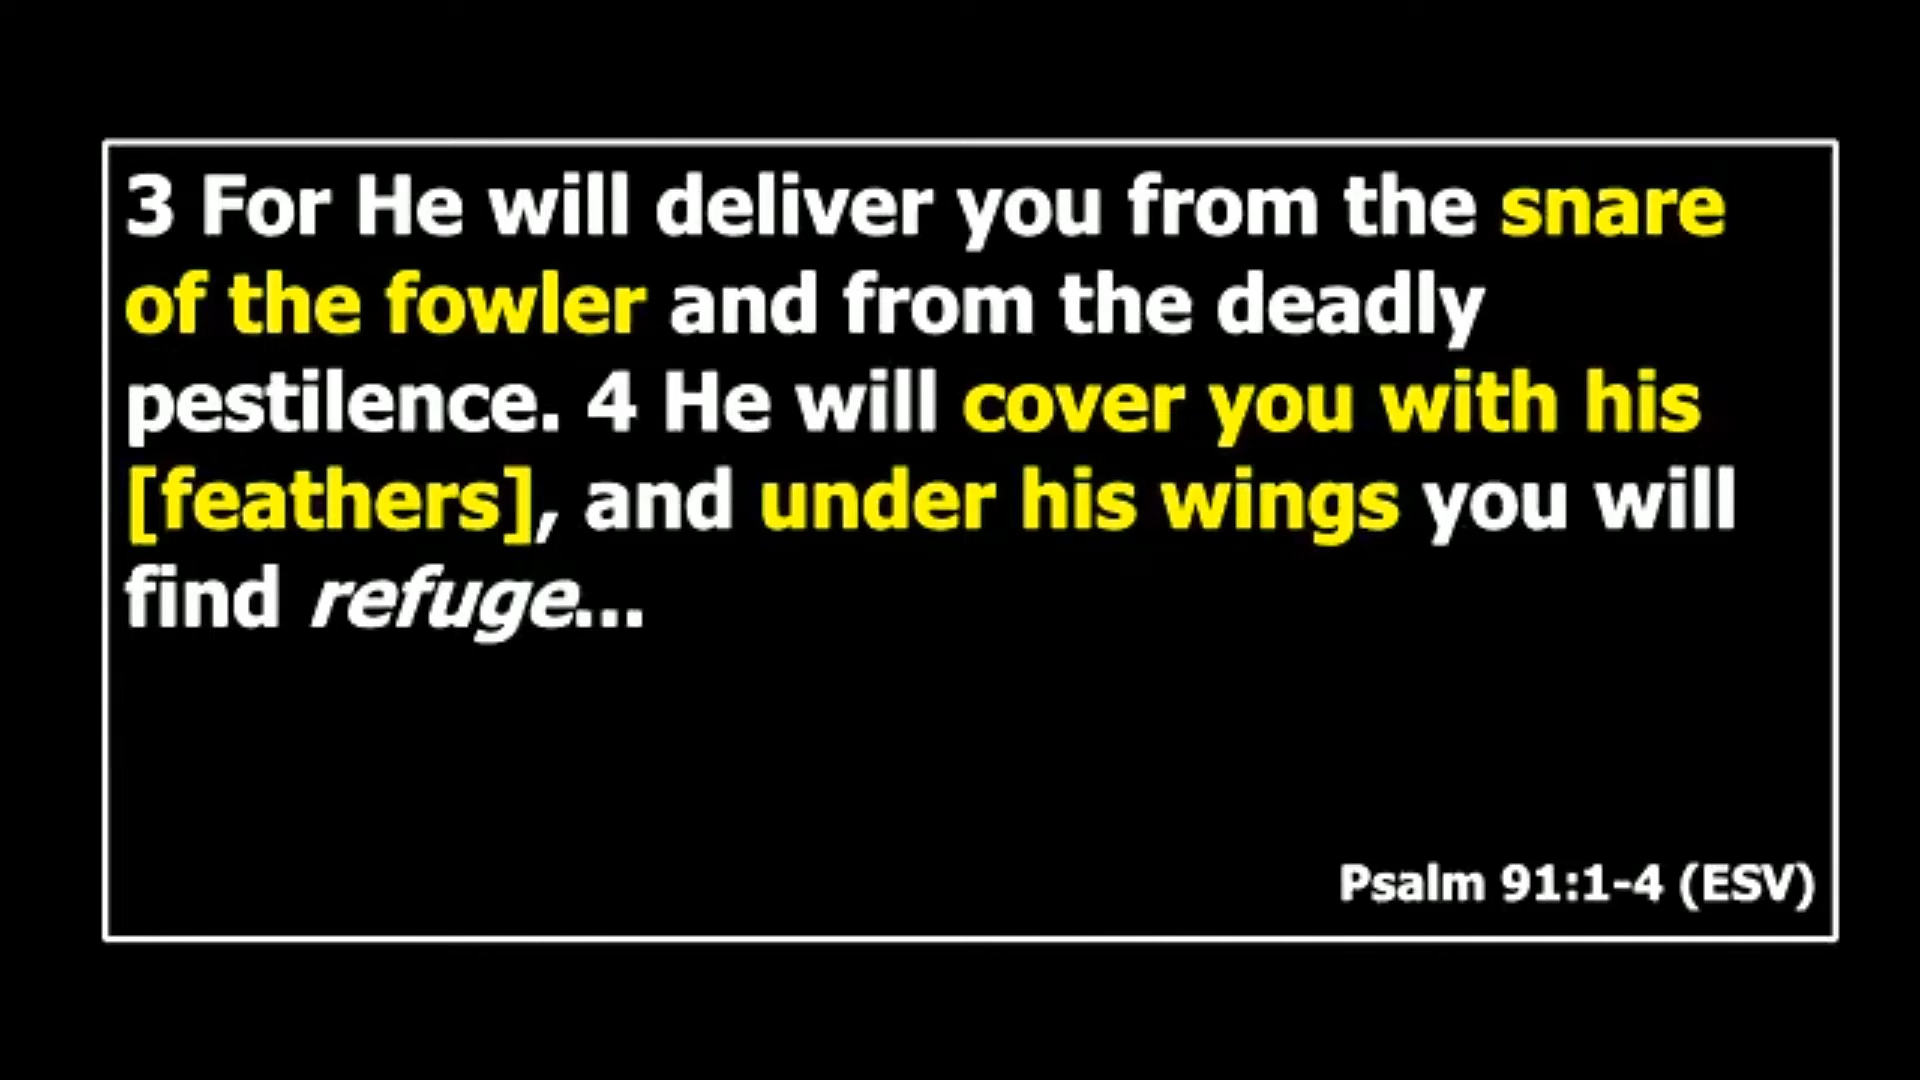 3 For He will deliver you from the snare
of the fowler and from the deadly
pestilence. 4 He will cover you with his
[feathers], and under his wings you will
find refuge...
Psalm 91:1-4 (ESV)